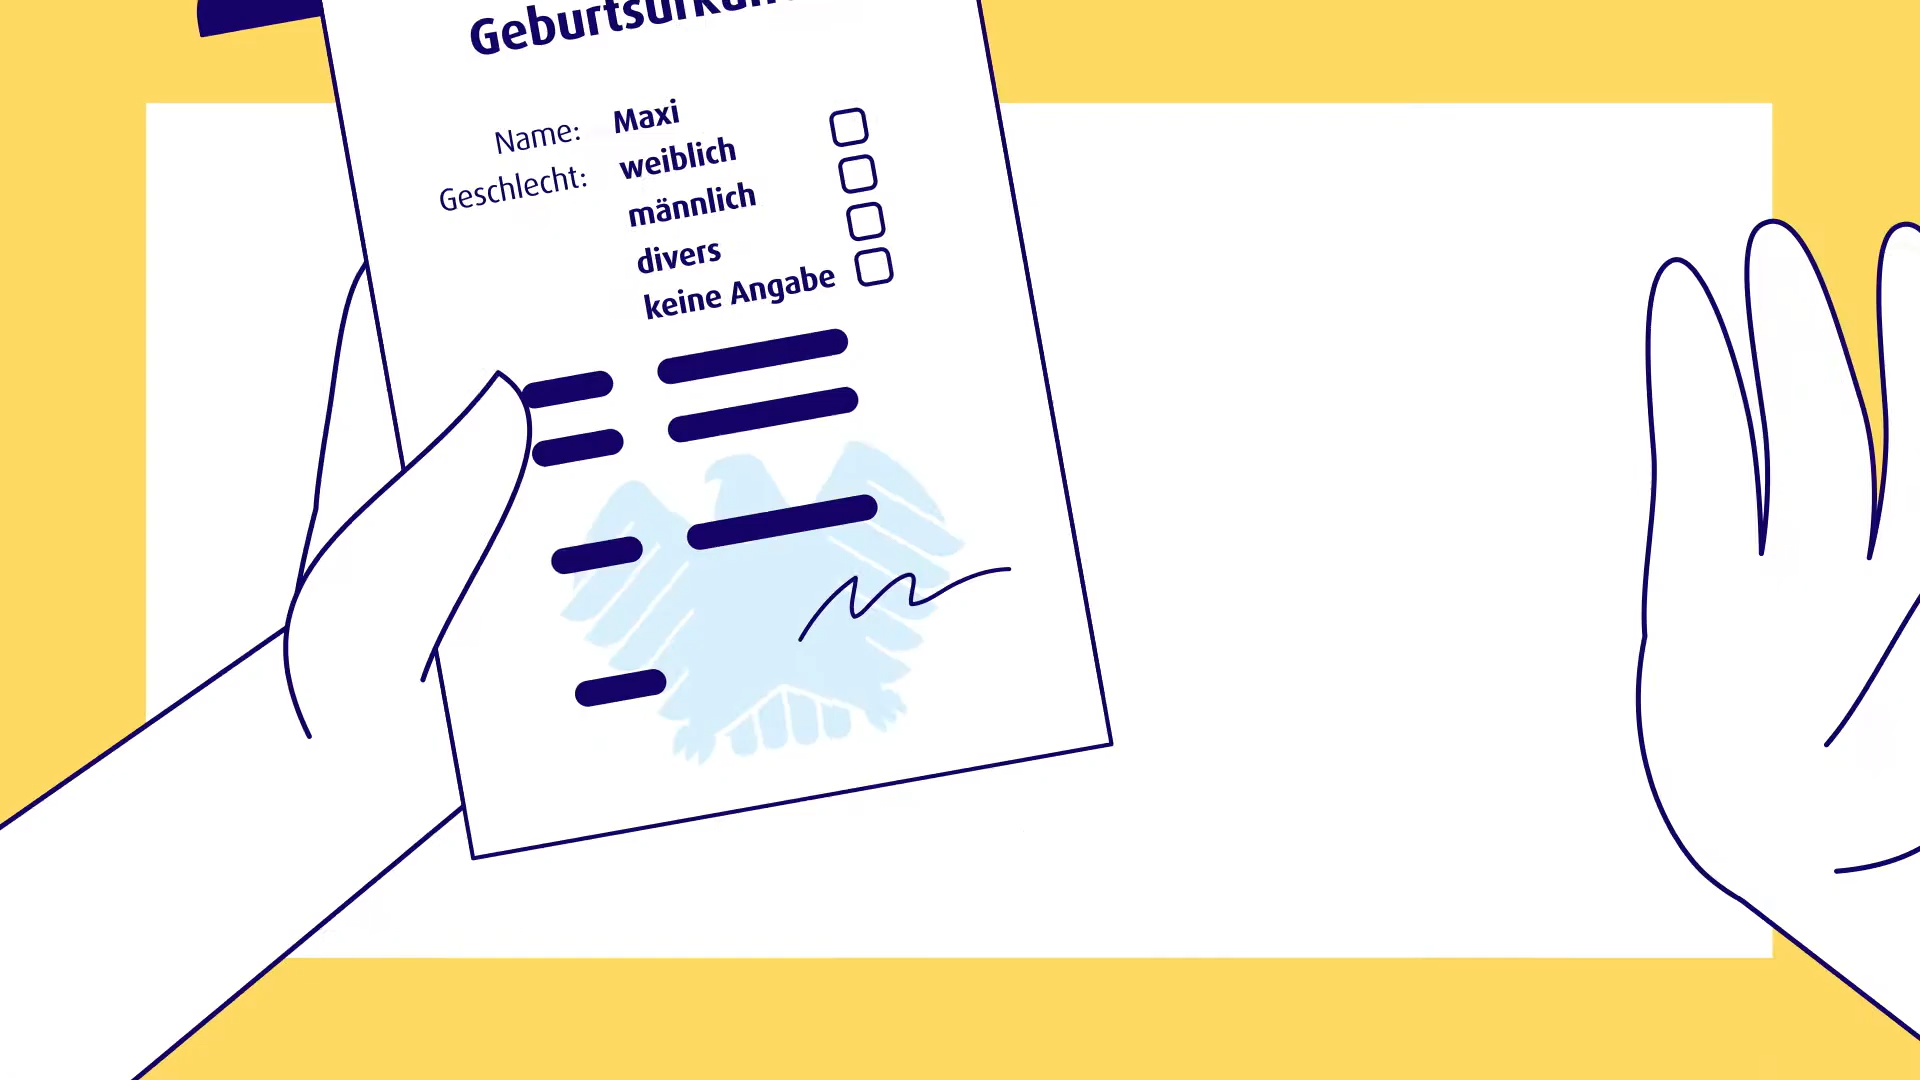 Name: Maxi
Geschlecht: weiblich
männlich
divers
keine Angabe